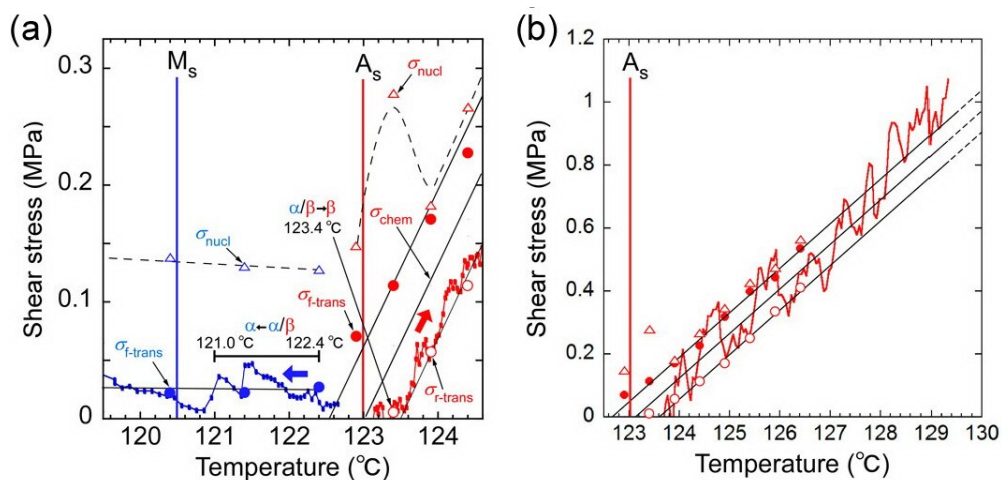 (a)
0.3
0.2
0.1
0
Shear stress (MPa)
Mₛ
Aₛ
σnucl
α/β→β
123.4 °C
σchem
σnucl
σf-trans
α←α/β
121.0 °C
122.4 °C
σf-trans
σr-trans
120 121 122 123 124
Temperature (°C)
(b)
1.2
1
0.8
0.6
0.4
0.2
0
Shear stress (MPa)
Aₛ
123 124 125 126 127 128 129 130
Temperature (°C)